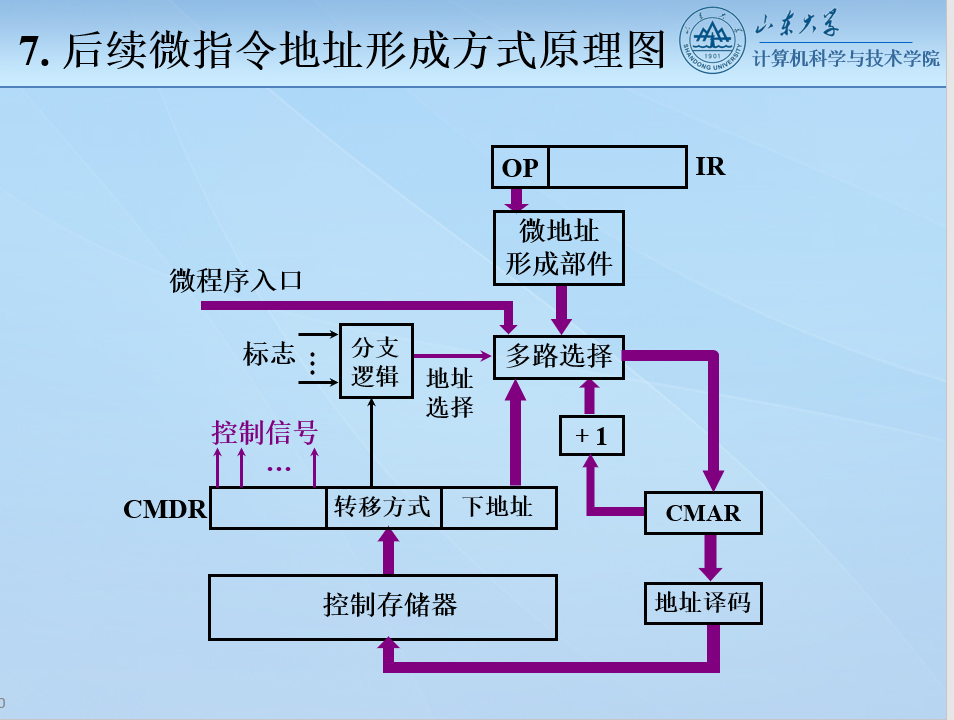 7. 后续微指令地址形成方式原理图
山东大学
计算机科学与技术学院
SHANDONG UNIVERSITY
1901
OP
IR
微地址
形成部件
微程序入口
标志
⋮
分支
逻辑
地址
选择
多路选择
控制信号
…
+ 1
CMDR
转移方式
下地址
CMAR
控制存储器
地址译码
0